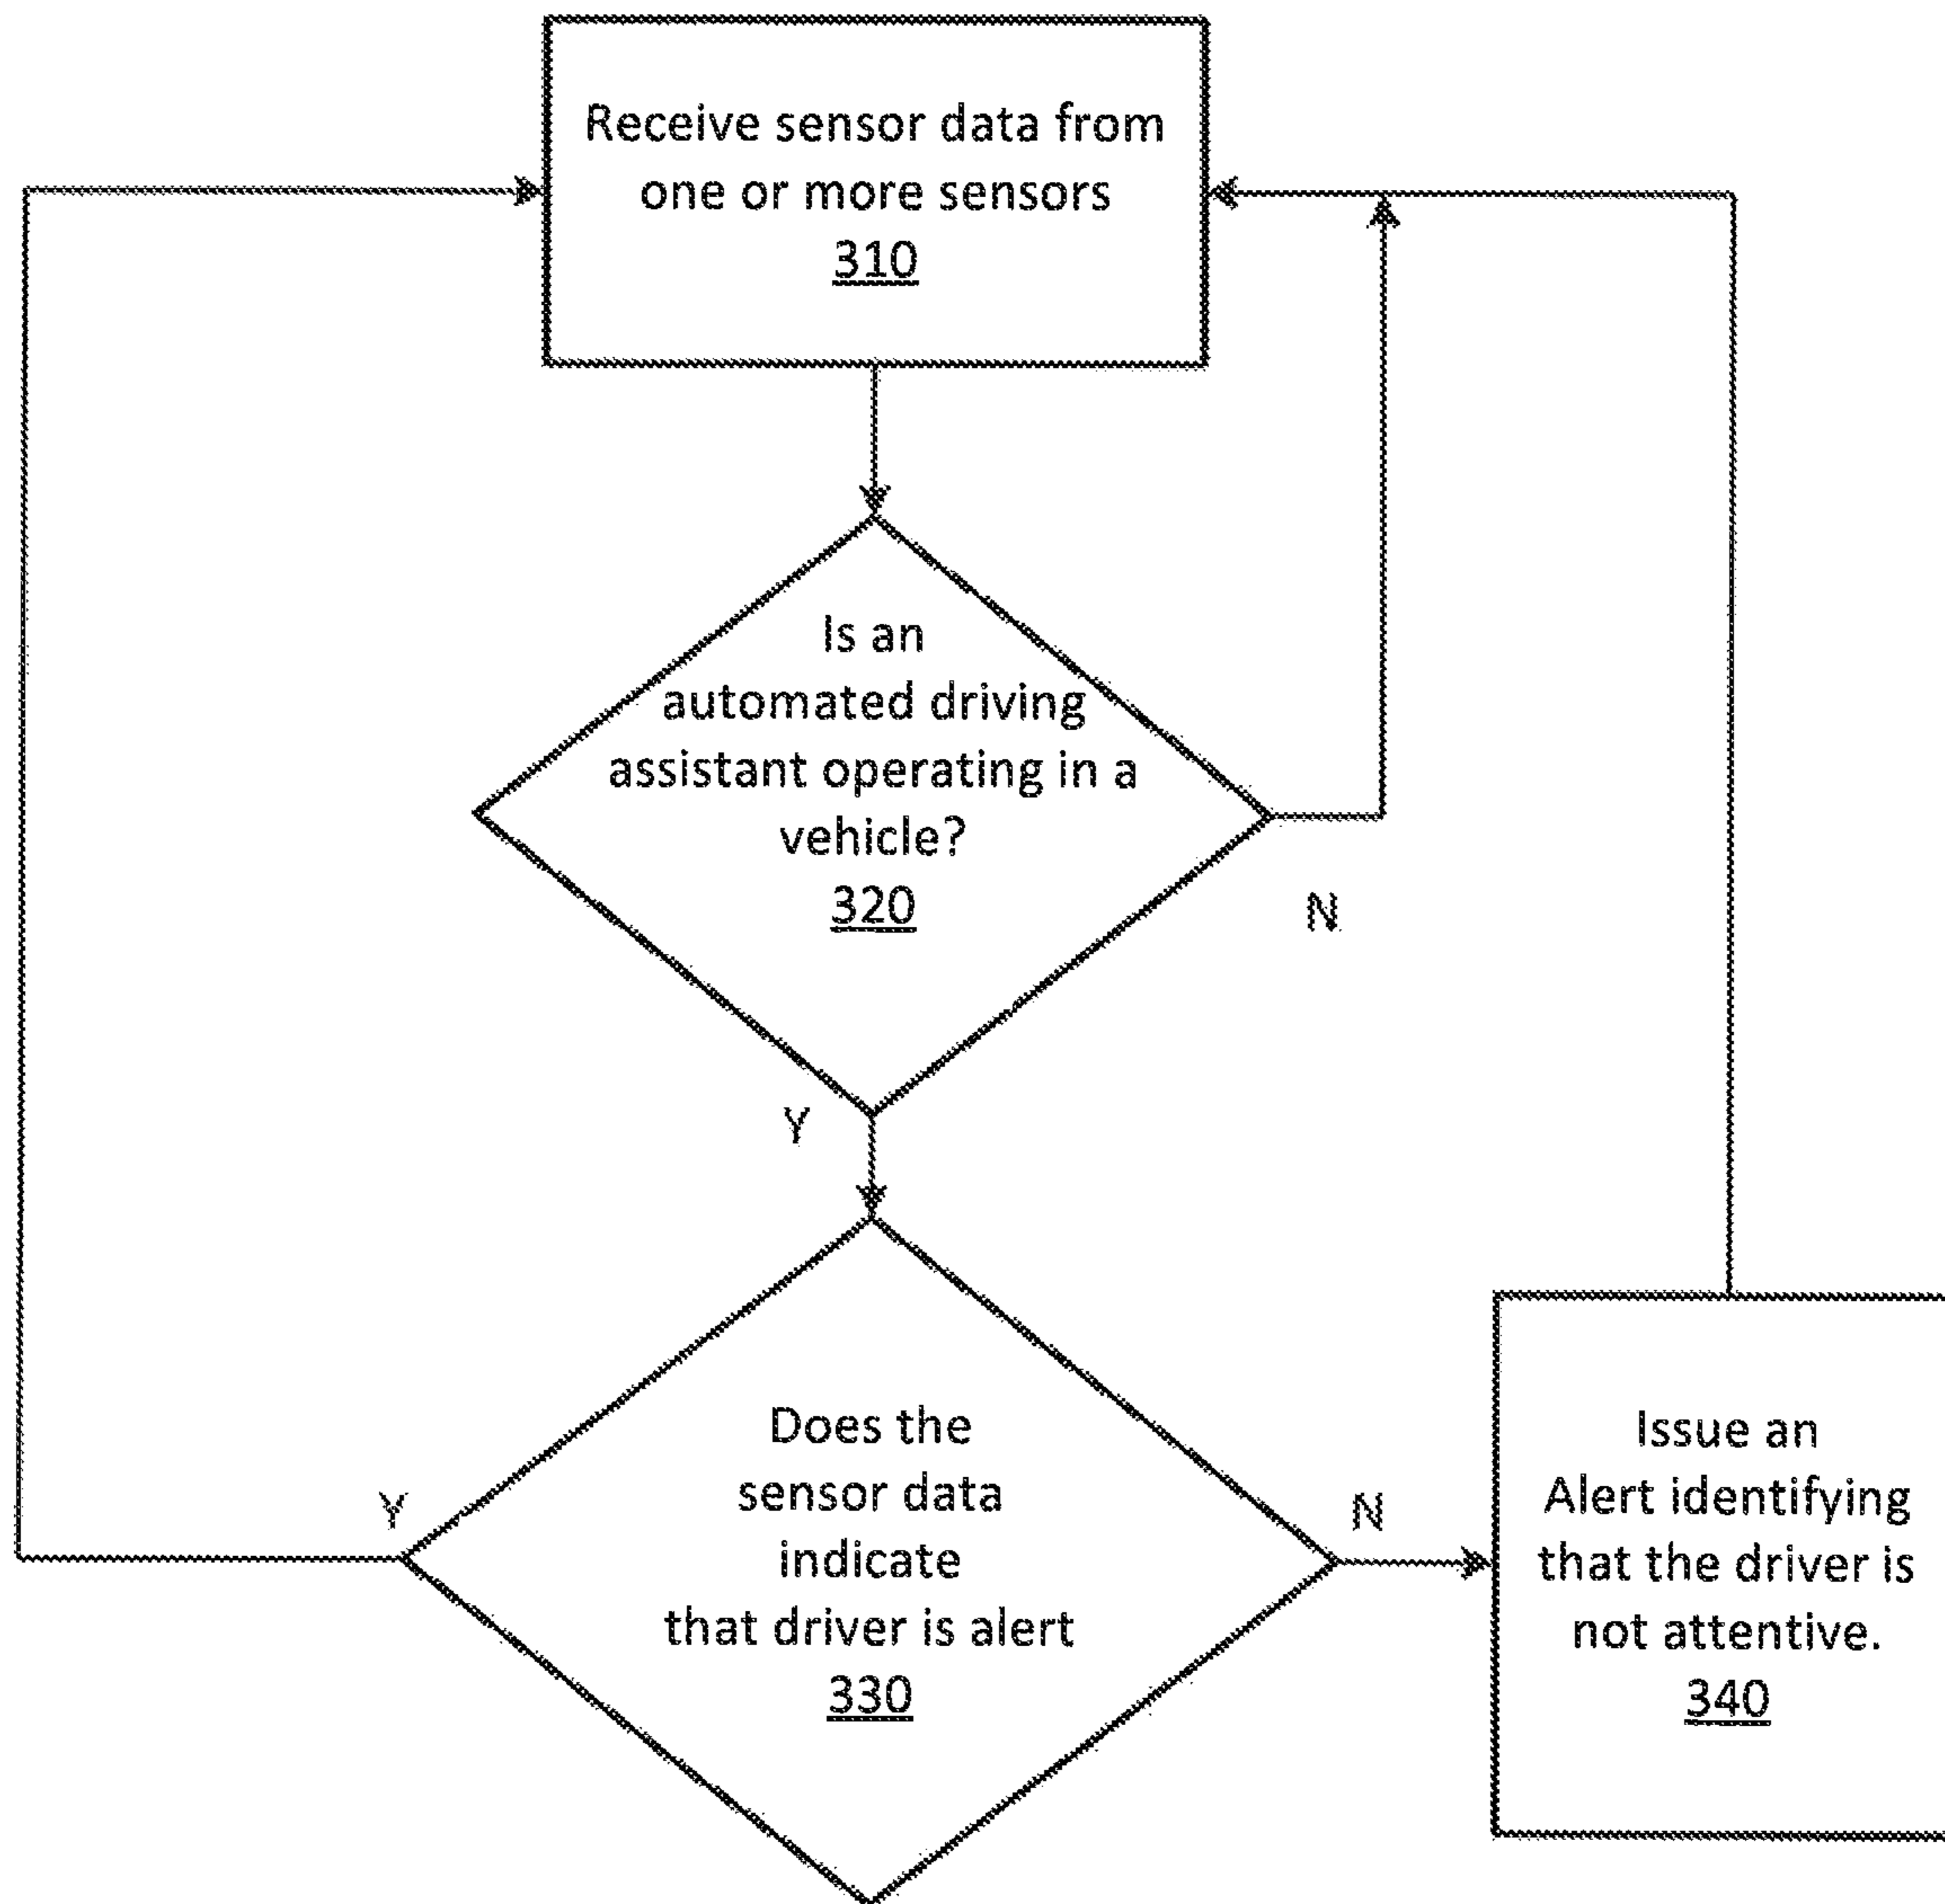 Receive sensor data from
one or more sensors
310
Is an
automated driving
assistant operating in a
vehicle?
320
N
Y
Does the
sensor data
indicate
that driver is alert
330
Y
N
Issue an
Alert identifying
that the driver is
not attentive.
340